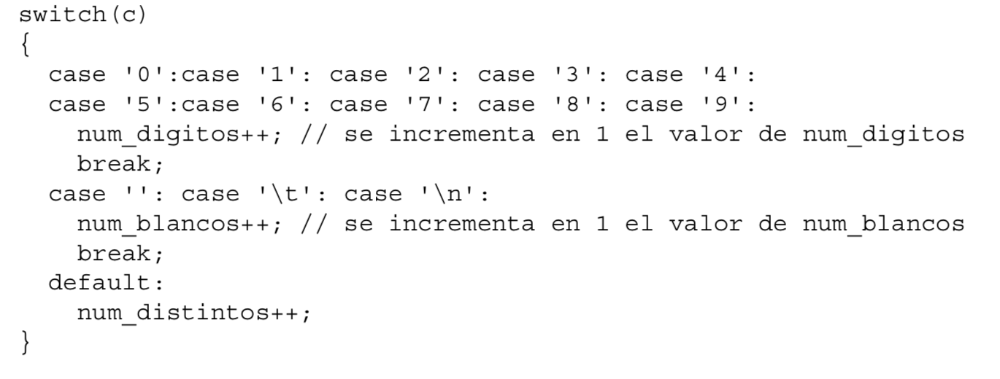 switch(c)
{
case '0':case '1': case '2': case '3': case '4':
case '5':case '6': case '7': case '8': case '9':
num_digitos++; // se incrementa en 1 el valor de num_digitos
break;
case '': case '\t': case '\n':
num_blancos++; // se incrementa en 1 el valor de num_blancos
break;
default:
num_distintos++;
}